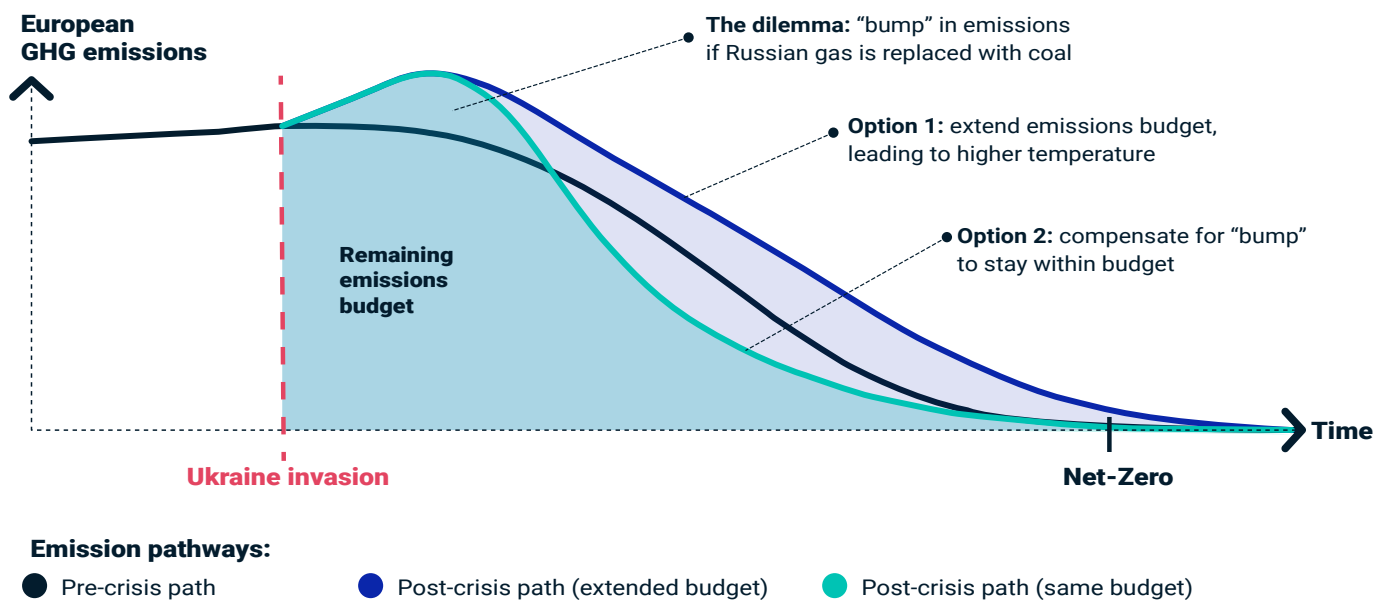 European
GHG emissions
The dilemma: “bump” in emissions
if Russian gas is replaced with coal
Option 1: extend emissions budget,
leading to higher temperature
Option 2: compensate for “bump”
to stay within budget
Remaining
emissions
budget
Time
Ukraine invasion
Net-Zero
Emission pathways:
Pre-crisis path
Post-crisis path (extended budget)
Post-crisis path (same budget)